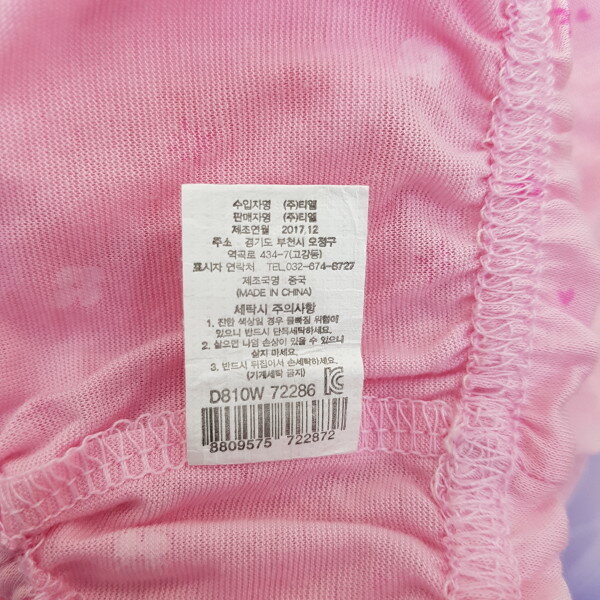 수입자명 (주)티엘
판매자명 (주)티엘
제조연월 2017.12
주소 경기도 부천시 오정구
역곡로 434-7(고강동)
표시자 연락처 TEL.032-674-8727
제조국명 중국
(MADE IN CHINA)
세탁시 주의사항
1. 진한 색상일 경우 물빠짐 위험이
있으니 반드시 단독세탁하세요.
2. 삶으면 나염 손상이 있을 수 있으니
삶지 마세요.
3. 반드시 뒤집어서 손세탁하세요.
(기계세탁 금지)
D810W 72286
8809575 722872